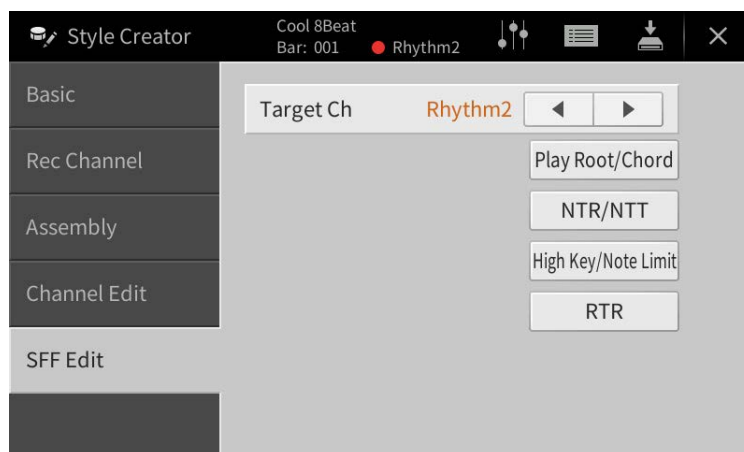 Style Creator
Cool 8Beat
Bar: 001
Rhythm2
Basic
Rec Channel
Assembly
Channel Edit
SFF Edit
Target Ch
Rhythm2
Play Root/Chord
NTR/NTT
High Key/Note Limit
RTR